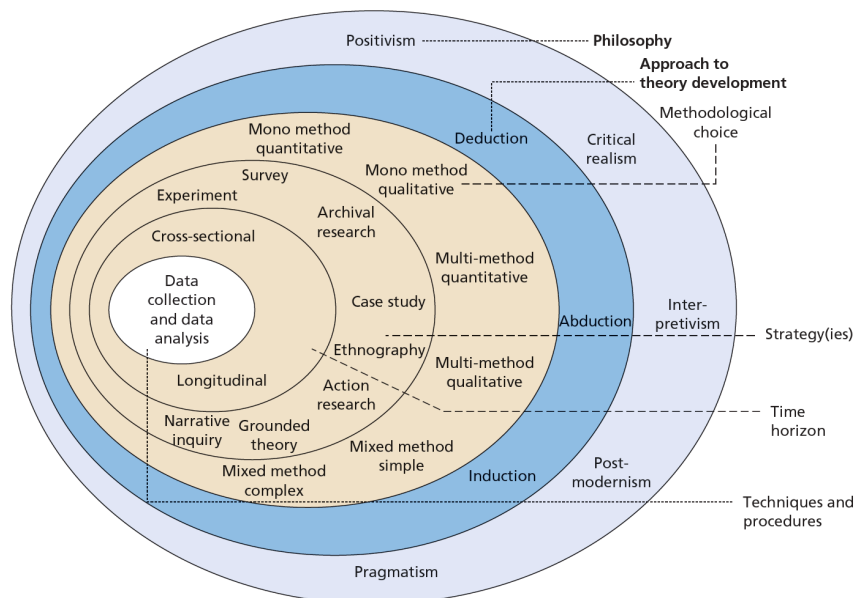 Positivism
Philosophy
Approach to
theory development
Methodological
choice
Mono method
quantitative
Deduction
Critical
realism
Survey
Mono method
qualitative
Experiment
Archival
research
Cross-sectional
Multi-method
quantitative
Data
collection
and data
analysis
Case study
Inter-
pretivism
Abduction
Strategy(ies)
Ethnography
Multi-method
qualitative
Longitudinal
Action
research
Time
horizon
Narrative
inquiry
Grounded
theory
Mixed method
simple
Mixed method
complex
Induction
Post-
modernism
Techniques and
procedures
Pragmatism